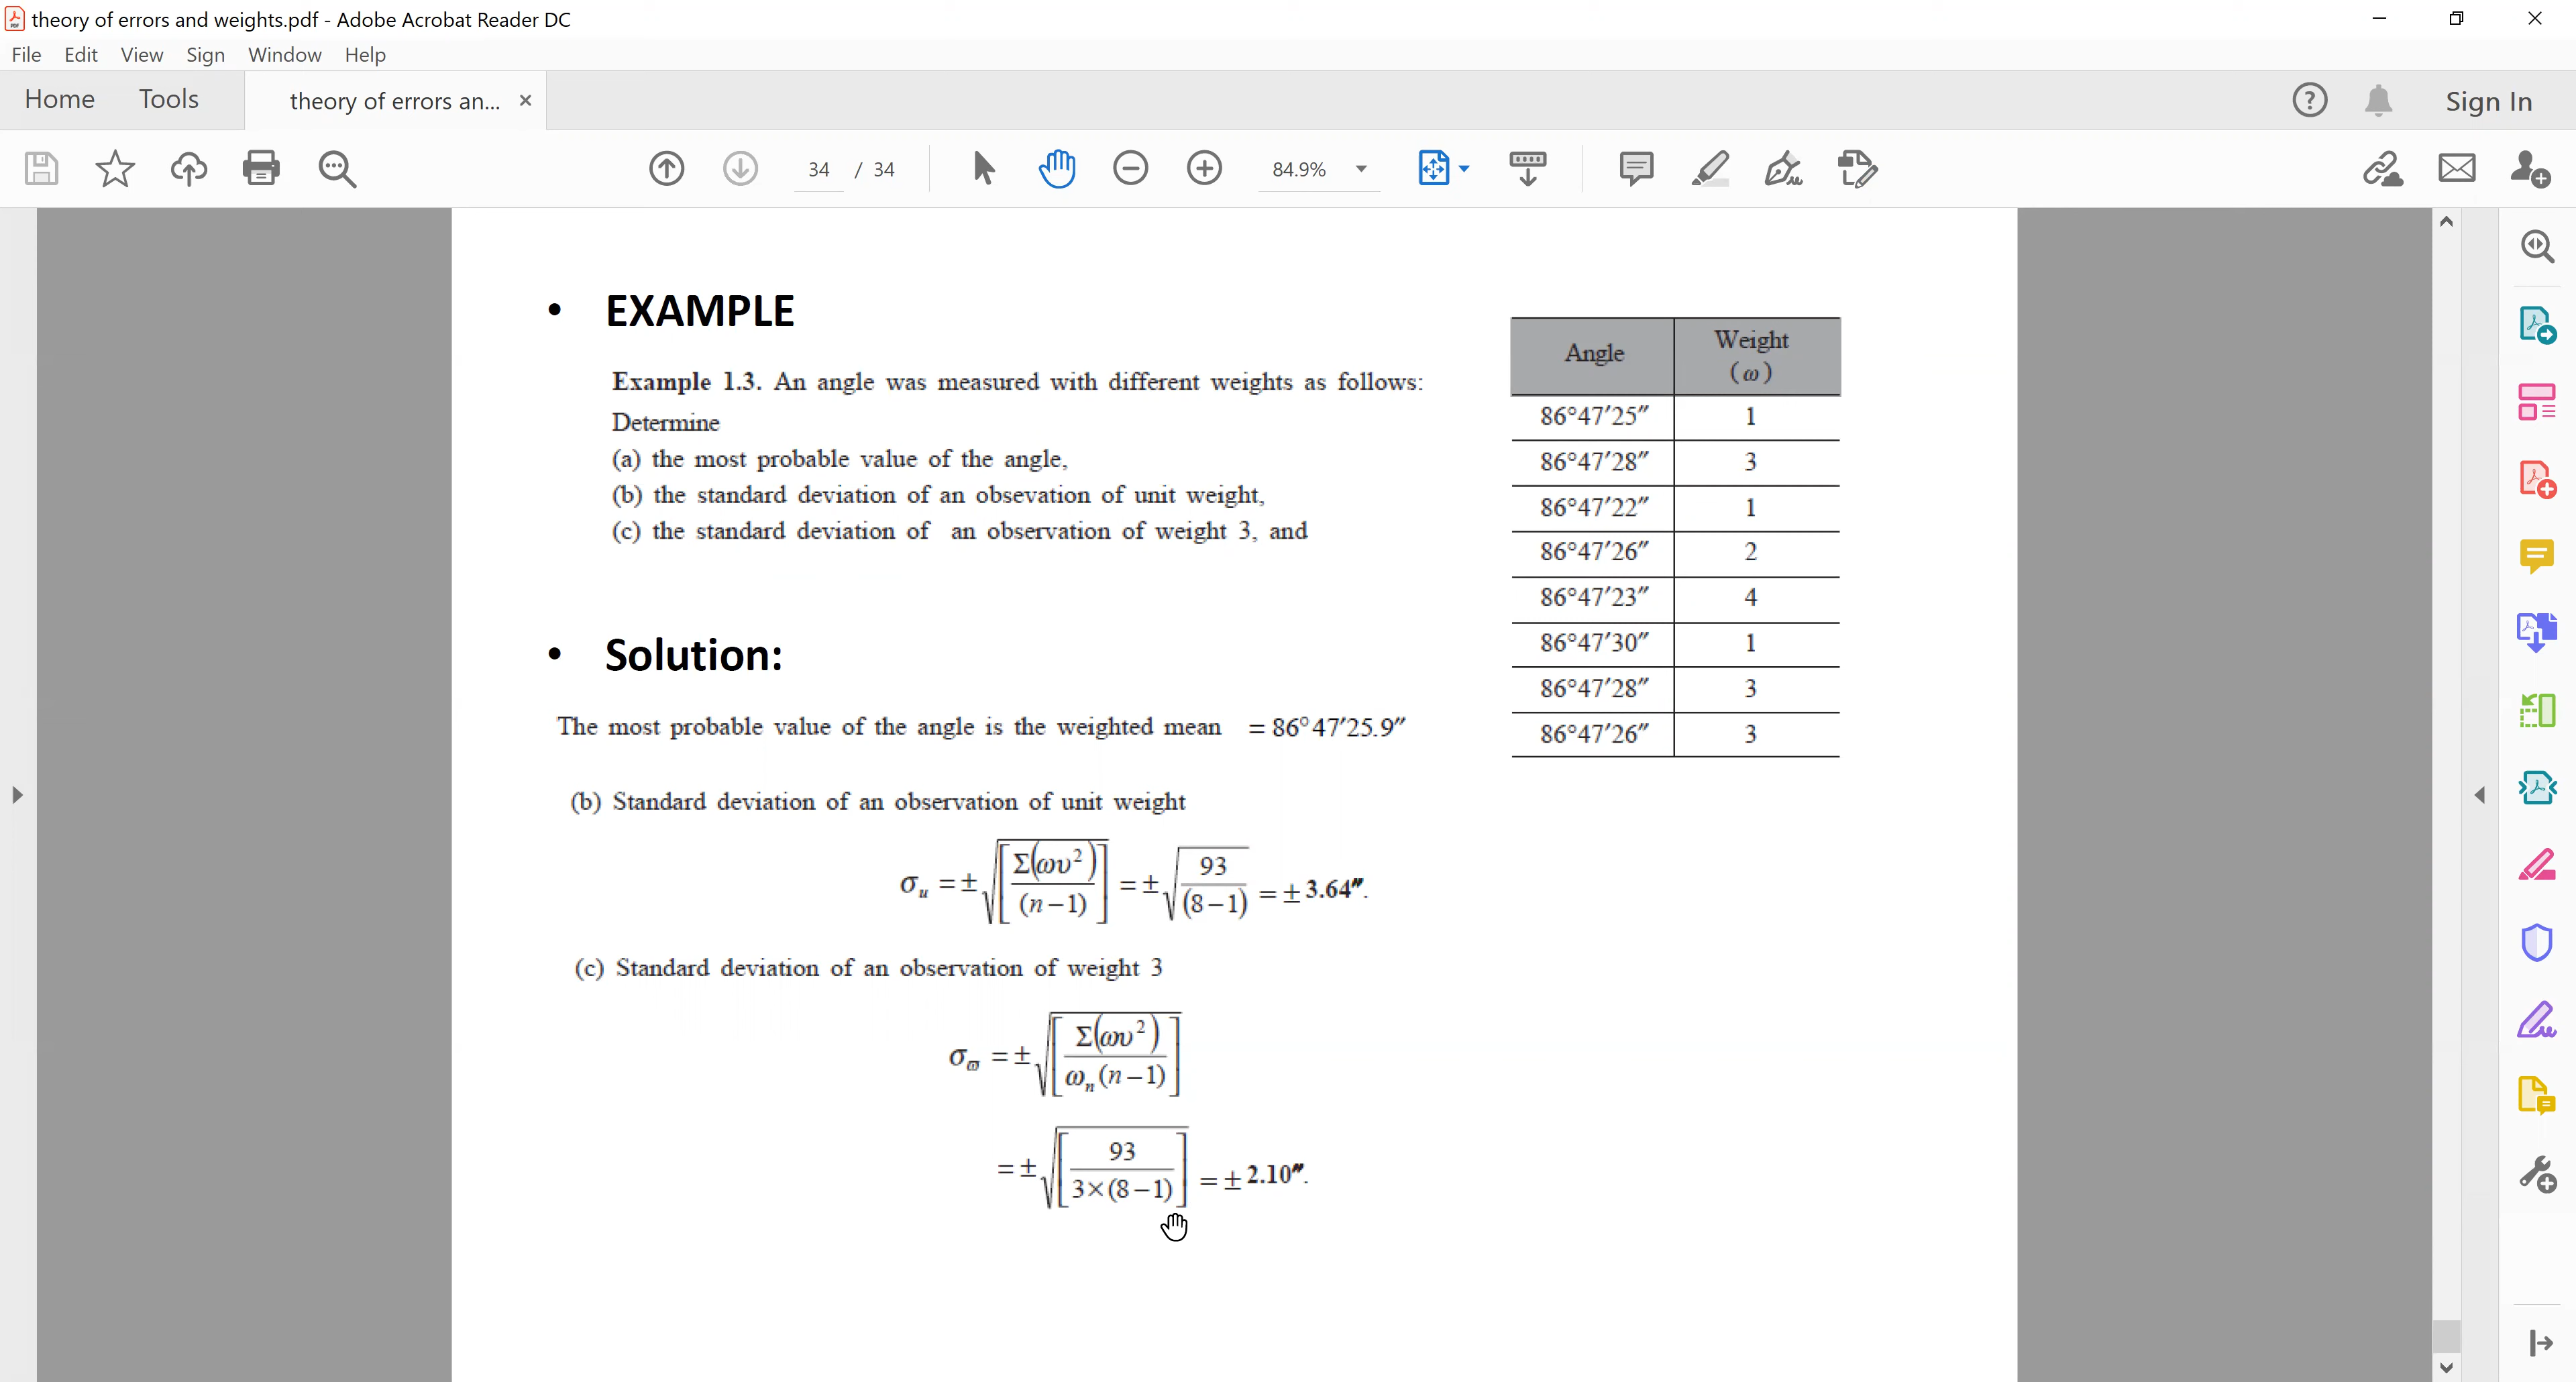 theory of errors and weights.pdf - Adobe Acrobat Reader DC
File Edit View Sign Window Help
Home Tools theory of errors an... × Sign In
34 / 34 84.9%
• EXAMPLE
Example 1.3. An angle was measured with different weights as follows:
Determine
(a) the most probable value of the angle,
(b) the standard deviation of an obsevation of unit weight,
(c) the standard deviation of an observation of weight 3, and
Angle Weight (ω)
86°47′25″ 1
86°47′28″ 3
86°47′22″ 1
86°47′26″ 2
86°47′23″ 4
86°47′30″ 1
86°47′28″ 3
86°47′26″ 3
• Solution:
The most probable value of the angle is the weighted mean = 86°47′25.9″
(b) Standard deviation of an observation of unit weight
σ_u = ±√[Σ(ωυ²)/(n−1)] = ±√(93/(8−1)) = ±3.64″.
(c) Standard deviation of an observation of weight 3
σ_ϖ = ±√[Σ(ωυ²)/(ω_n(n−1))]
= ±√[93/(3×(8−1))] = ±2.10″.